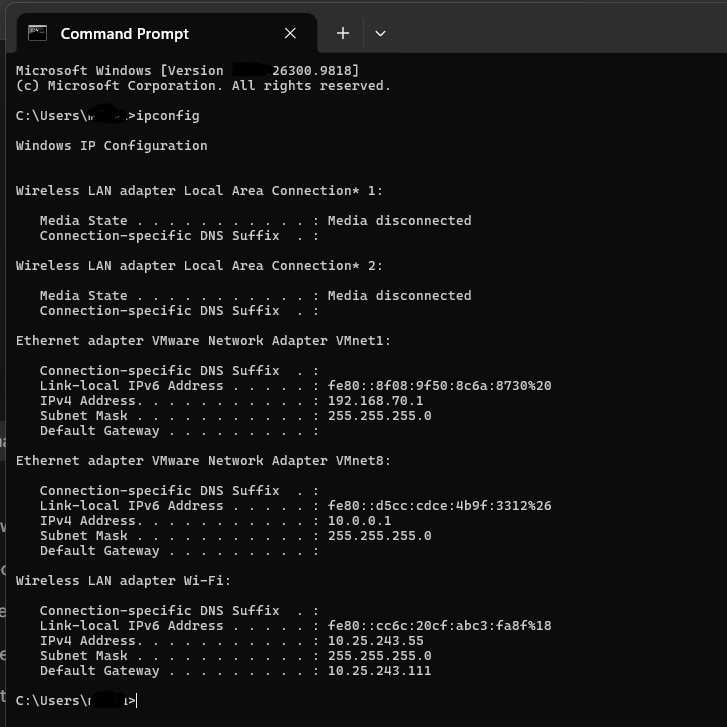 Command Prompt
Microsoft Windows [Version 26300.9818]
(c) Microsoft Corporation. All rights reserved.
C:\Users\>ipconfig
Windows IP Configuration
Wireless LAN adapter Local Area Connection* 1:
Media State . . . . . . . . . . . : Media disconnected
Connection-specific DNS Suffix  . :
Wireless LAN adapter Local Area Connection* 2:
Media State . . . . . . . . . . . : Media disconnected
Connection-specific DNS Suffix  . :
Ethernet adapter VMware Network Adapter VMnet1:
Connection-specific DNS Suffix  . :
Link-local IPv6 Address . . . . . : fe80::8f08:9f50:8c6a:8730%20
IPv4 Address. . . . . . . . . . . : 192.168.70.1
Subnet Mask . . . . . . . . . . . : 255.255.255.0
Default Gateway . . . . . . . . . :
Ethernet adapter VMware Network Adapter VMnet8:
Connection-specific DNS Suffix  . :
Link-local IPv6 Address . . . . . : fe80::d5cc:cdce:4b9f:3312%26
IPv4 Address. . . . . . . . . . . : 10.0.0.1
Subnet Mask . . . . . . . . . . . : 255.255.255.0
Default Gateway . . . . . . . . . :
Wireless LAN adapter Wi-Fi:
Connection-specific DNS Suffix  . :
Link-local IPv6 Address . . . . . : fe80::cc6c:20cf:abc3:fa8f%18
IPv4 Address. . . . . . . . . . . : 10.25.243.55
Subnet Mask . . . . . . . . . . . : 255.255.255.0
Default Gateway . . . . . . . . . : 10.25.243.111
C:\Users\>